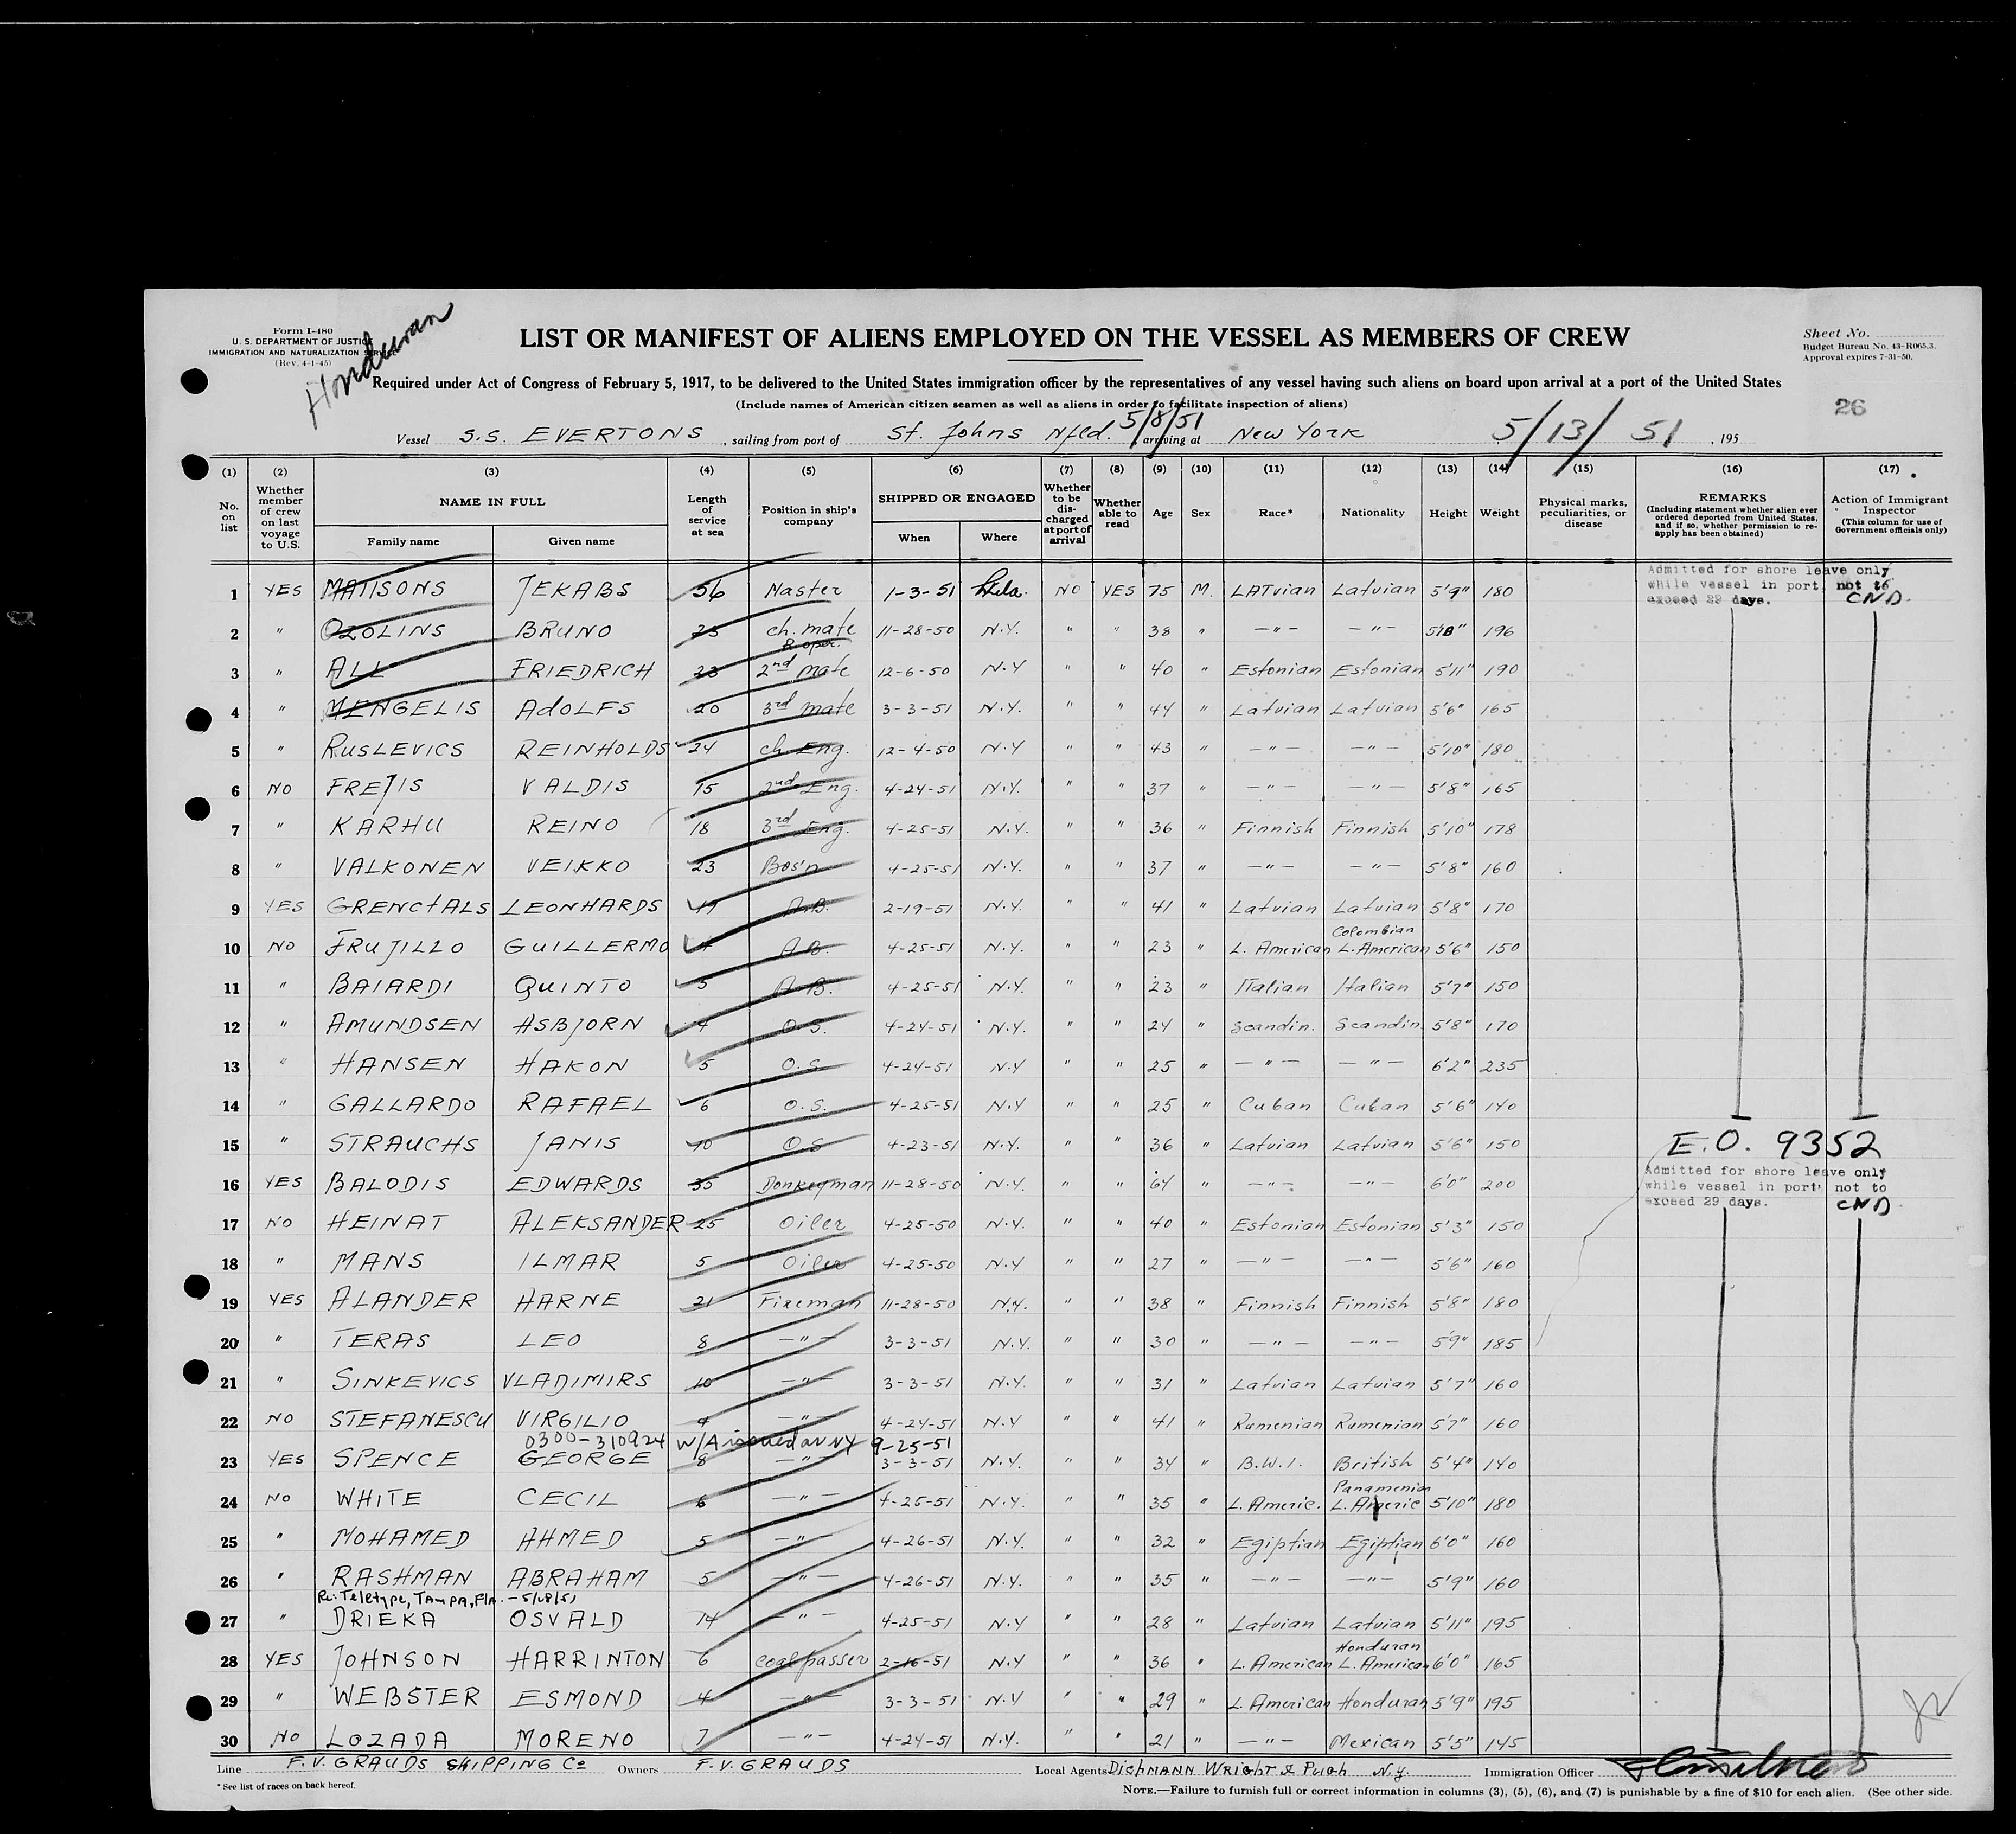 Honduran
Form I-480
U. S. DEPARTMENT OF JUSTICE
IMMIGRATION AND NATURALIZATION SERVICE
(Rev. 4-1-45)
LIST OR MANIFEST OF ALIENS EMPLOYED ON THE VESSEL AS MEMBERS OF CREW
Sheet No.
Budget Bureau No. 43-R065.3.
Approval expires 7-31-50.
Required under Act of Congress of February 5, 1917, to be delivered to the United States immigration officer by the representatives of any vessel having such aliens on board upon arrival at a port of the United States
(Include names of American citizen seamen as well as aliens in order to facilitate inspection of aliens)
26
Vessel S.S. EVERTONS, sailing from port of St. Johns Nfld. 5/8/51 arriving at New York 5/13/51, 195
(1) (2) (3) (4) (5) (6) (7) (8) (9) (10) (11) (12) (13) (14) (15) (16) (17)
No. on list
Whether member of crew on last voyage to U.S.
NAME IN FULL
Family name
Given name
Length of service at sea
Position in ship's company
SHIPPED OR ENGAGED
When
Where
Whether to be discharged at port of arrival
Whether able to read
Age
Sex
Race*
Nationality
Height
Weight
Physical marks, peculiarities, or disease
REMARKS
(Including statement whether alien ever ordered deported from United States, and if so, whether permission to reapply has been obtained)
Action of Immigrant Inspector
(This column for use of Government officials only)
Admitted for shore leave only
while vessel in port, not to
exceed 29 days. CND.
1 YES MATISONS JEKABS 56 Master 1-3-51 Phila. NO YES 75 M. LATvian Latvian 5'9" 180
2 " OZOLINS BRUNO 23 ch. mate 11-28-50 N.Y. " " 38 " —"— —"— 5'8" 196
R. oper.
3 " ALL FRIEDRICH 23 2nd mate 12-6-50 N.Y " " 40 " Estonian Estonian 5'11" 190
4 " MENGELIS ADOLFS 20 3rd mate 3-3-51 N.Y. " " 44 " Latvian Latvian 5'6" 165
5 " RUSLEVICS REINHOLDS 24 ch. Eng. 12-4-50 N.Y " " 43 " —"— —"— 5'10" 180
6 NO FREJIS VALDIS 15 2nd Eng. 4-24-51 N.Y. " " 37 " —"— —"— 5'8" 165
7 " KARHU REINO 18 3rd Eng. 4-25-51 N.Y. " " 36 " Finnish Finnish 5'10" 178
8 " VALKONEN VEIKKO 23 Bos'n 4-25-51 N.Y. " " 37 " —"— —"— 5'8" 160
9 YES GRENCTALS LEONHARDS 19 A.B. 2-19-51 N.Y. " " 41 " Latvian Latvian 5'8" 170
Colombian
10 NO FRUJILLO GUILLERMO 4 A.B. 4-25-51 N.Y. " " 23 " L. American L. American 5'6" 150
11 " BAIARDI QUINTO 5 A.B. 4-25-51 N.Y. " " 23 " Italian Italian 5'7" 150
12 " AMUNDSEN ASBJORN 4 O.S. 4-24-51 N.Y. " " 24 " Scandin. Scandin. 5'8" 170
13 " HANSEN HAKON 5 O.S. 4-24-51 N.Y " " 25 " —"— —"— 6'2" 235
14 " GALLARDO RAFAEL 6 O.S. 4-25-51 N.Y " " 25 " Cuban Cuban 5'6" 140
15 " STRAUCHS JANIS 10 O.S 4-23-51 N.Y. " " 36 " Latvian Latvian 5'6" 150 E.O. 9352
Admitted for shore leave only
while vessel in port, not to
exceed 29 days. CND
16 YES BALODIS EDWARDS 35 Donkeyman 11-28-50 N.Y. " " 64 " —"— —"— 6'0" 200
17 NO HEINAT ALEKSANDER 25 Oiler 4-25-50 N.Y. " " 40 " Estonian Estonian 5'3" 150
18 " MANS ILMAR 5 Oiler 4-25-50 N.Y " " 27 " —"— —"— 5'6" 160
19 YES ALANDER HARNE 21 Fireman 11-28-50 N.Y. " " 38 " Finnish Finnish 5'8" 180
20 " TERAS LEO 8 —"— 3-3-51 N.Y. " " 30 " —"— —"— 5'9" 185
21 " SINKEVICS VLADIMIRS 10 —"— 3-3-51 N.Y. " " 31 " Latvian Latvian 5'7" 160
22 NO STEFANESCU VIRGILIO 4 —"— 4-24-51 N.Y " " 41 " Rumenian Rumenian 5'7" 160
0300-310924 W/A issued at NY 9-25-51
23 YES SPENCE GEORGE 8 —"— 3-3-51 N.Y. " " 34 " B.W.I. British 5'4" 140
Panamenian
24 NO WHITE CECIL 6 —"— 4-25-51 N.Y. " " 35 " L. Americ. L. Americ 5'10" 180
25 " MOHAMED AHMED 5 —"— 4-26-51 N.Y. " " 32 " Egiptian Egiptian 6'0" 160
26 " RASHMAN ABRAHAM 5 —"— 4-26-51 N.Y. " " 35 " —"— —"— 5'9" 160
Re: Teletype, Tampa, Fla. - 5/18/51
27 " DRIEKA OSVALD 14 —"— 4-25-51 N.Y " " 28 " Latvian Latvian 5'11" 195
Honduran
28 YES JOHNSON HARRINTON 6 coalpasser 2-16-51 N.Y " " 36 " L. American L. American 6'0" 165
29 " WEBSTER ESMOND 4 —"— 3-3-51 N.Y " " 29 " L. American Honduran 5'9" 195
30 NO LOZADA MORENO 7 —"— 4-24-51 N.Y. " " 21 " —"— Mexican 5'5" 145
Line F.V. GRAUDS SHIPPING Co Owners F.V. GRAUDS Local Agents DICHMANN WRIGHT & PUGH N.Y. Immigration Officer
*See list of races on back hereof.
NOTE.—Failure to furnish full or correct information in columns (3), (5), (6), and (7) is punishable by a fine of $10 for each alien. (See other side.